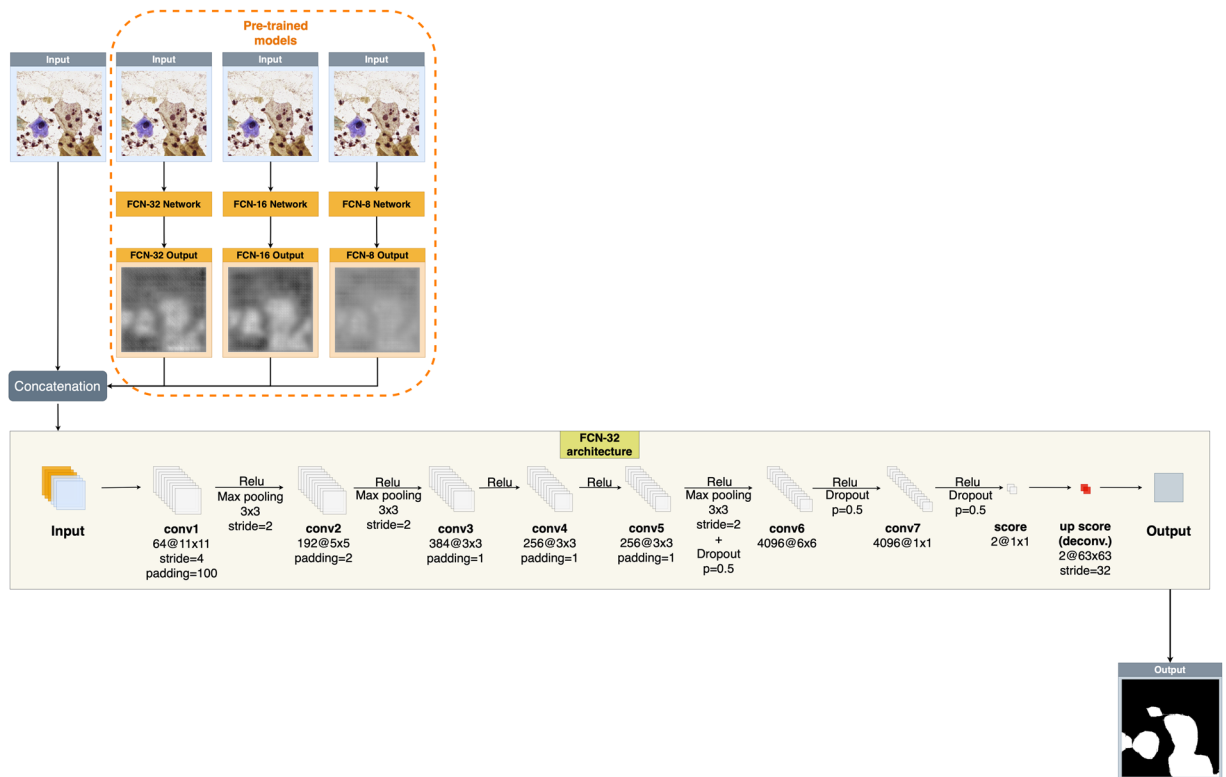 Pre-trained
models
Input
Input
Input
Input
FCN-32 Network
FCN-16 Network
FCN-8 Network
FCN-32 Output
FCN-16 Output
FCN-8 Output
Concatenation
FCN-32
architecture
Input
conv1
64@11x11
stride=4
padding=100
Relu
Max pooling
3x3
stride=2
conv2
192@5x5
padding=2
Relu
Max pooling
3x3
stride=2
conv3
384@3x3
padding=1
Relu
conv4
256@3x3
padding=1
Relu
conv5
256@3x3
padding=1
Relu
Max pooling
3x3
stride=2
+
Dropout
p=0.5
conv6
4096@6x6
Relu
Dropout
p=0.5
conv7
4096@1x1
Relu
Dropout
p=0.5
score
2@1x1
up score
(deconv.)
2@63x63
stride=32
Output
Output